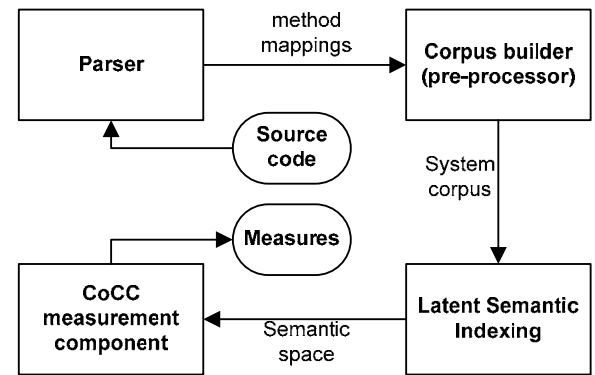 Parser
method
mappings
Corpus builder
(pre-processor)
Source
code
System
corpus
Measures
CoCC
measurement
component
Semantic
space
Latent Semantic
Indexing